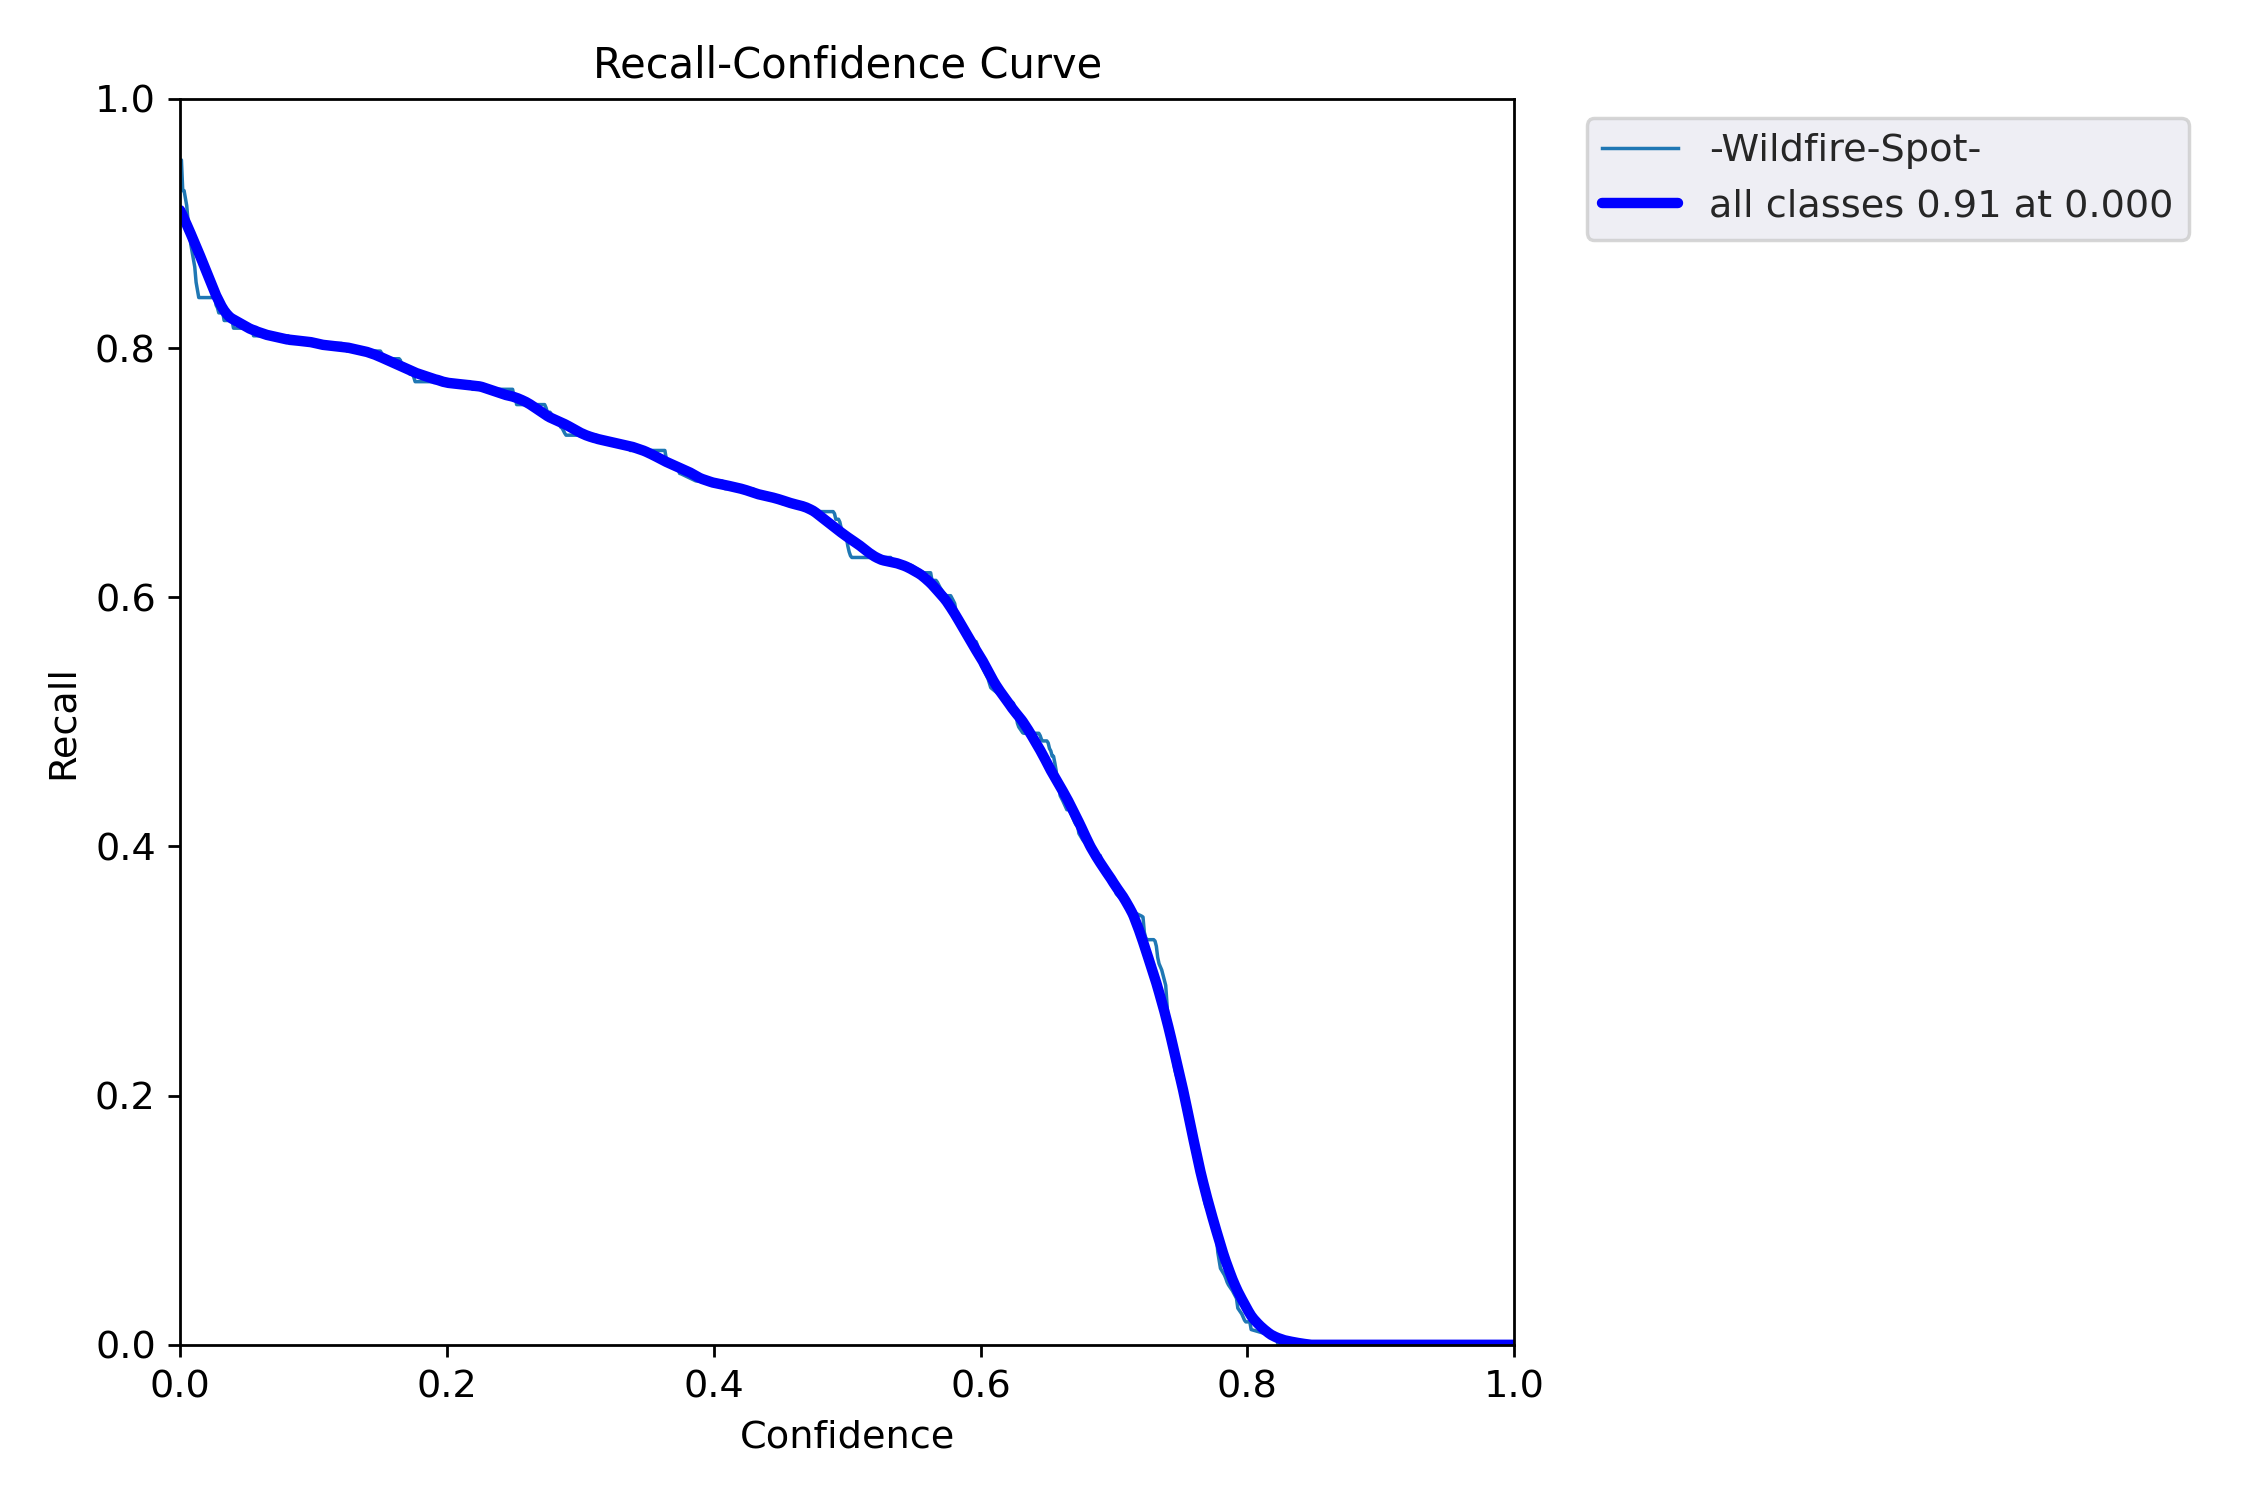 Recall-Confidence Curve
1.0
0.8
0.6
0.4
0.2
0.0
Recall
0.0 0.2 0.4 0.6 0.8 1.0
Confidence
-Wildfire-Spot-
all classes 0.91 at 0.000